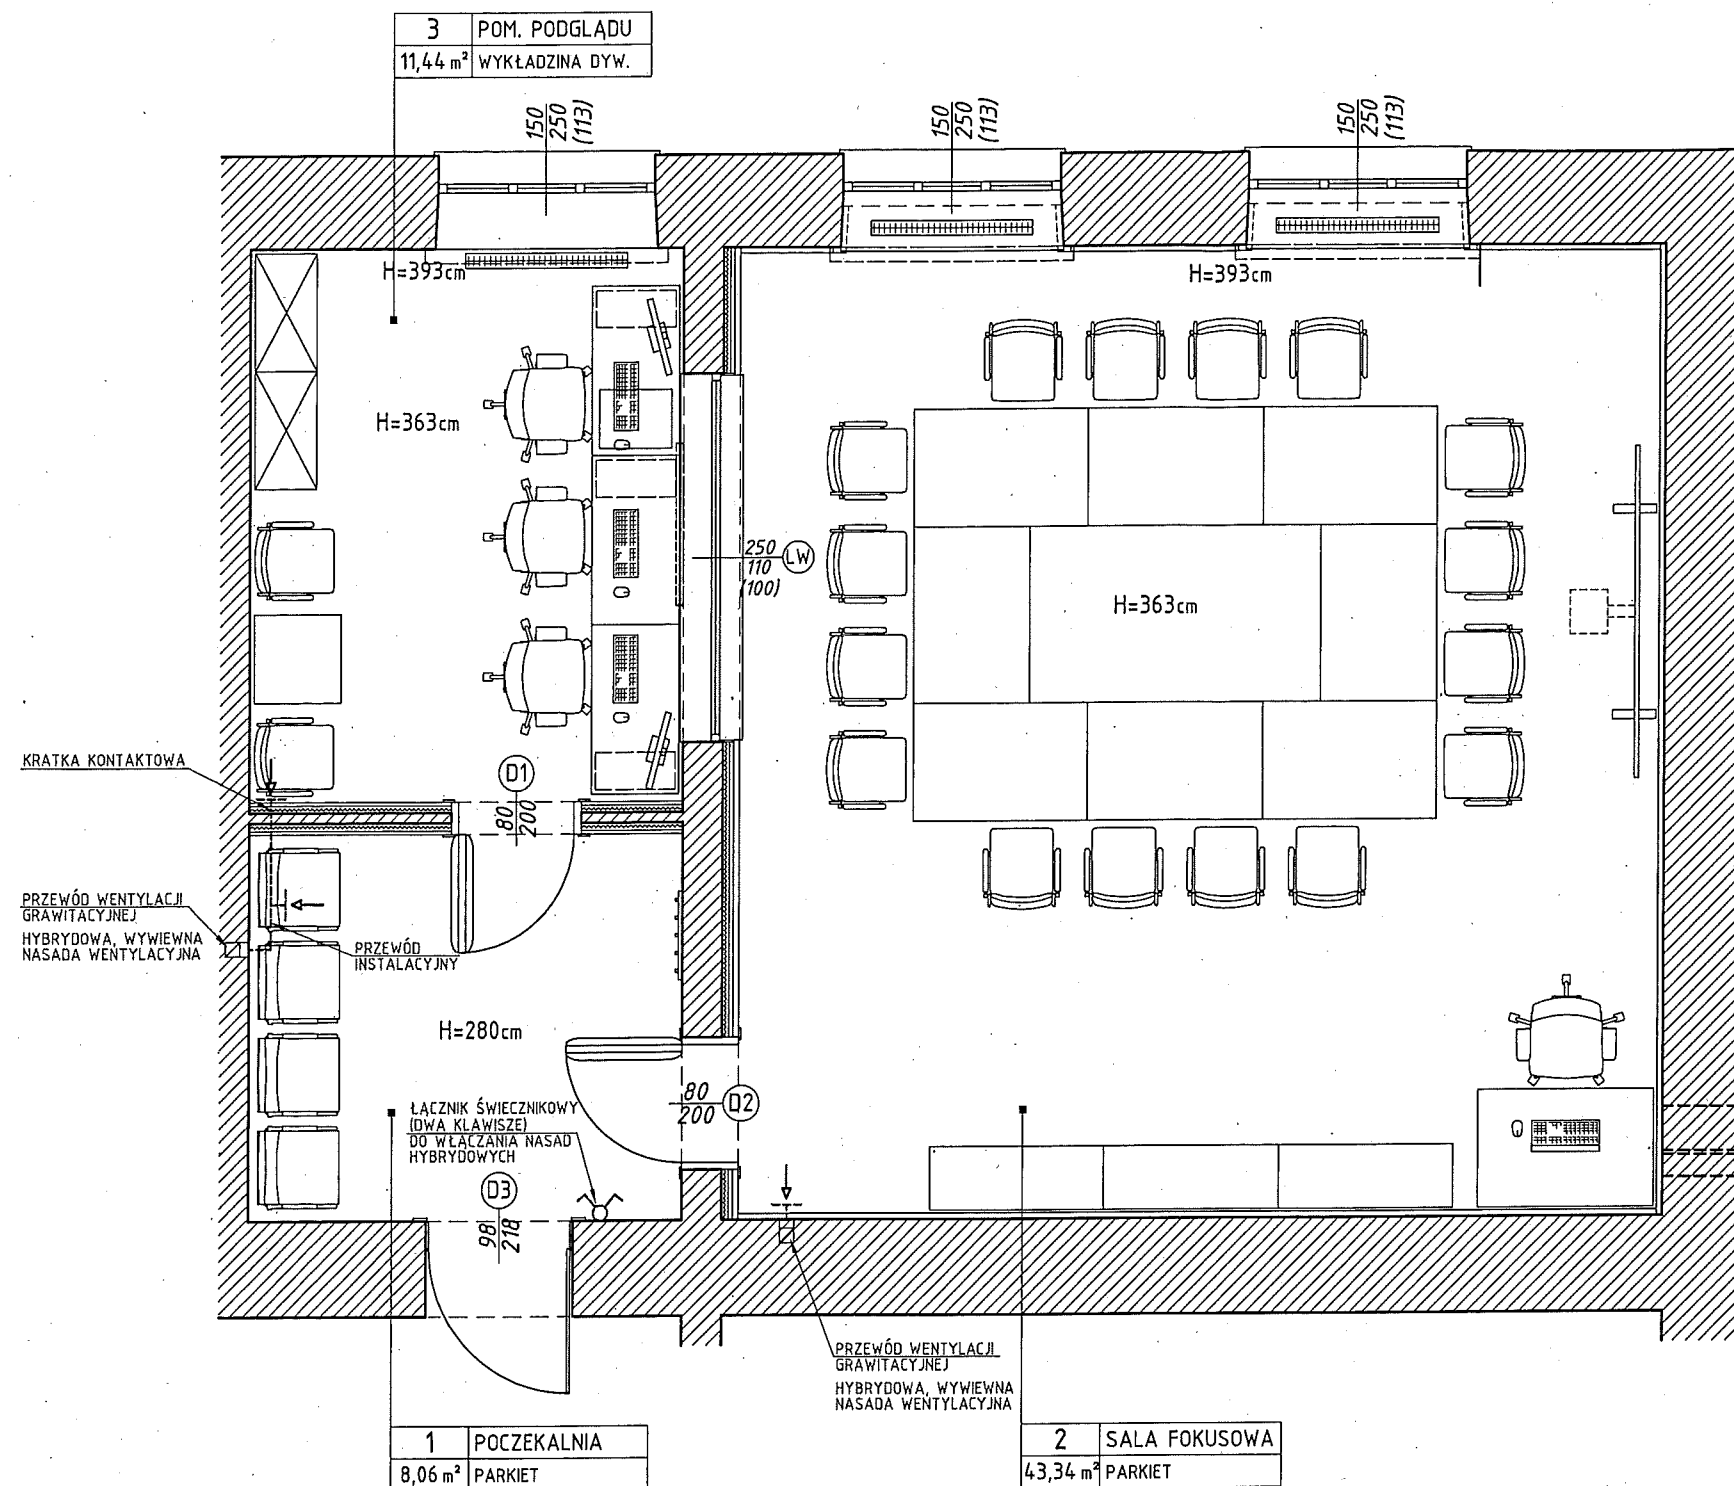 3 POM. PODGLĄDU
11,44 m² WYKŁADZINA DYW.
150
250
(113)
150
250
(113)
150
250
(113)
H=393cm
H=393cm
H=363cm
250
110
(100)
LW
H=363cm
KRATKA KONTAKTOWA
D1
80
200
PRZEWÓD WENTYLACJI
GRAWITACYJNEJ
HYBRYDOWA, WYWIEWNA
NASADA WENTYLACYJNA
PRZEWÓD
INSTALACYJNY
H=280cm
ŁĄCZNIK ŚWIECZNIKOWY
(DWA KLAWISZE)
DO WŁĄCZANIA NASAD
HYBRYDOWYCH
80
200
D2
D3
98
218
PRZEWÓD WENTYLACJI
GRAWITACYJNEJ
HYBRYDOWA, WYWIEWNA
NASADA WENTYLACYJNA
1 POCZEKALNIA
8,06 m² PARKIET
2 SALA FOKUSOWA
43,34 m² PARKIET